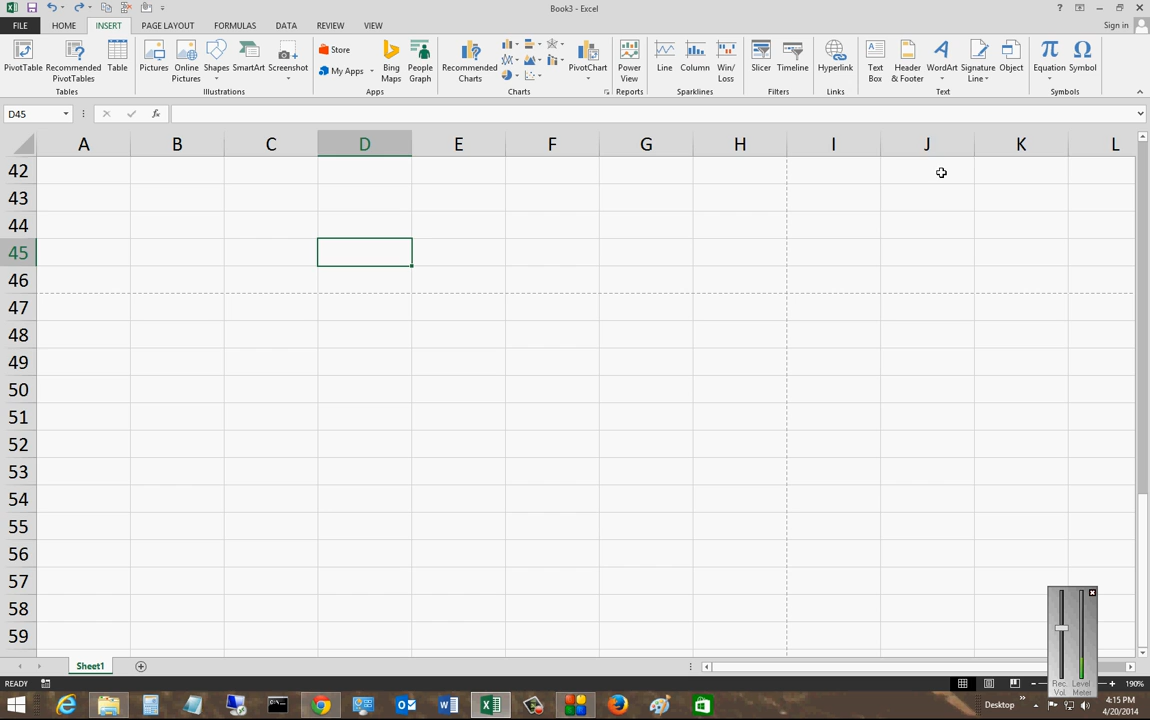 Book3 - Excel
?
FILE HOME INSERT PAGE LAYOUT FORMULAS DATA REVIEW VIEW Sign in
PivotTable Recommended PivotTables Table Pictures Online Pictures Shapes SmartArt Screenshot Store My Apps Bing Maps People Graph Recommended Charts PivotChart Power View Line Column Win/Loss Slicer Timeline Hyperlink Text Box Header & Footer WordArt Signature Line Object Equation Symbol
Tables Illustrations Apps Charts Reports Sparklines Filters Links Text Symbols
D45 fx
A B C D E F G H I J K L
42
43
44
45
46
47
48
49
50
51
52
53
54
55
56
57
58
59
Rec Vol Level Meter
Sheet1
READY 190%
Desktop 4:15 PM
4/20/2014